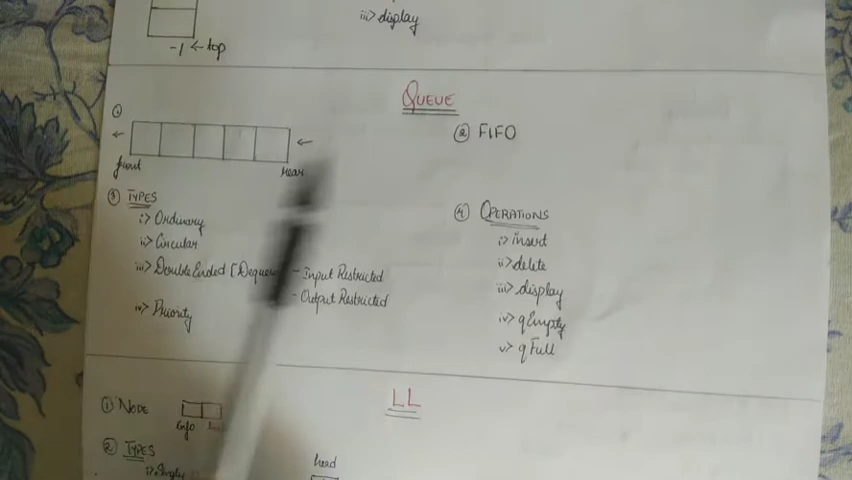 iii> display
-1 ← top
QUEUE
①
← ←
front rear
② FIFO
③ TYPES
i> Ordinary
ii> Circular
iii> Double Ended [Deque - Input Restricted
- Output Restricted
iv> Priority
④ OPERATIONS
i> insert
ii> delete
iii> display
iv> qEmpty
v> qFull
LL
① NODE
info
② TYPES
i> Singly
head